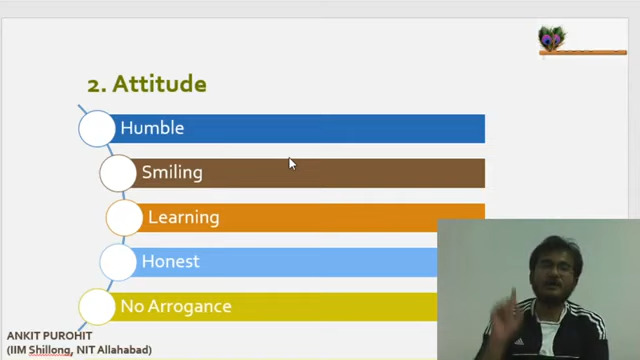 2. Attitude
Humble
Smiling
Learning
Honest
No Arrogance
ANKIT PUROHIT
(IIM Shillong, NIT Allahabad)